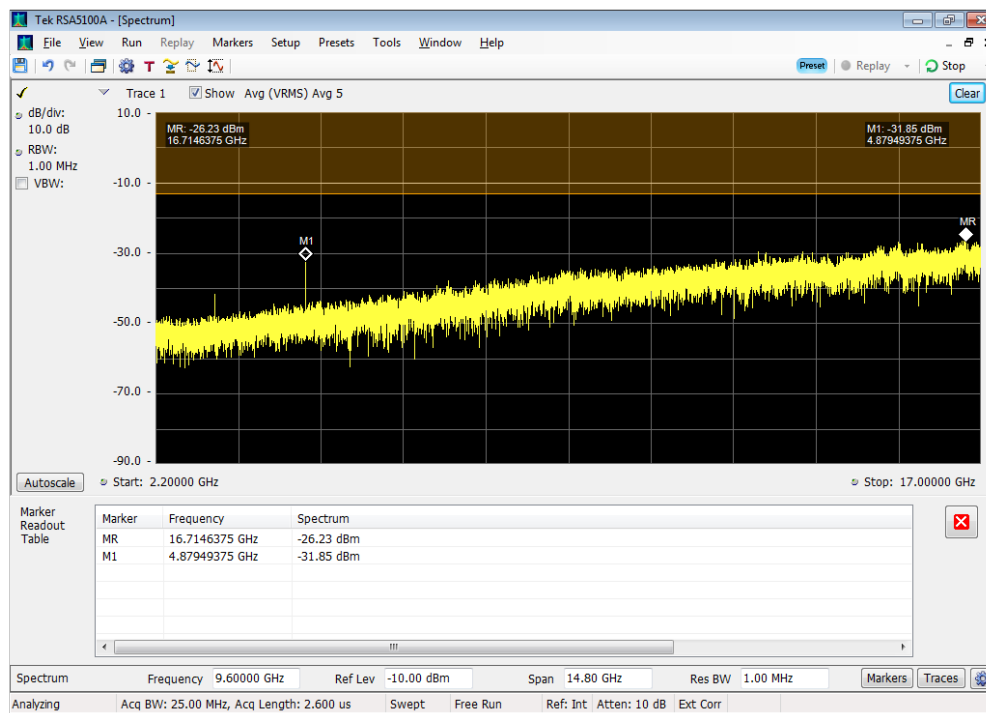 Tek RSA5100A - [Spectrum]
File View Run Replay Markers Setup Presets Tools Window Help
T Preset Replay Stop
Trace 1 Show Avg (VRMS) Avg 5 Clear
dB/div:
10.0 dB
RBW:
1.00 MHz
VBW:
10.0
-10.0
-30.0
-50.0
-70.0
-90.0
MR: -26.23 dBm
16.7146375 GHz
M1: -31.85 dBm
4.87949375 GHz
M1
MR
Autoscale Start: 2.20000 GHz Stop: 17.00000 GHz
Marker
Readout
Table
Marker Frequency Spectrum
MR 16.7146375 GHz -26.23 dBm
M1 4.87949375 GHz -31.85 dBm
Spectrum Frequency 9.60000 GHz Ref Lev -10.00 dBm Span 14.80 GHz Res BW 1.00 MHz Markers Traces
Analyzing Acq BW: 25.00 MHz, Acq Length: 2.600 us Swept Free Run Ref: Int Atten: 10 dB Ext Corr